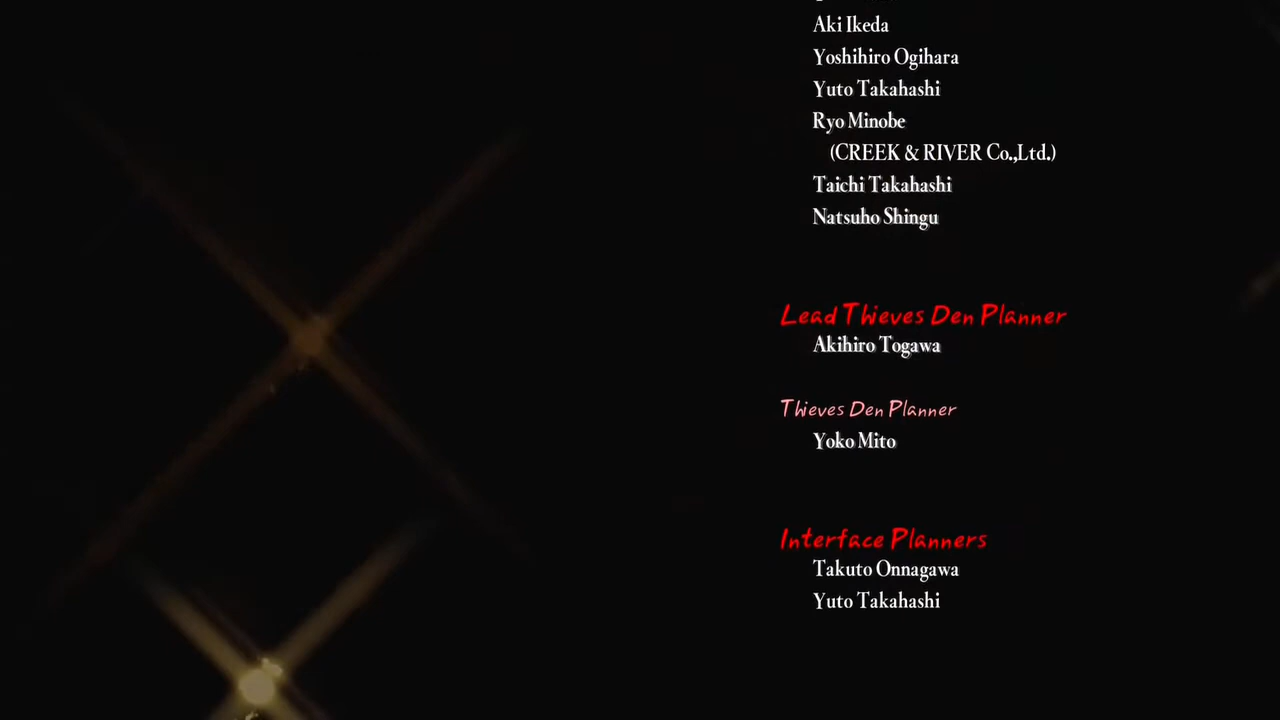 Aki Ikeda
Yoshihiro Ogihara
Yuto Takahashi
Ryo Minobe
(CREEK & RIVER Co.,Ltd.)
Taichi Takahashi
Natsuho Shingu
Lead Thieves Den Planner
Akihiro Togawa
Thieves Den Planner
Yoko Mito
Interface Planners
Takuto Onnagawa
Yuto Takahashi